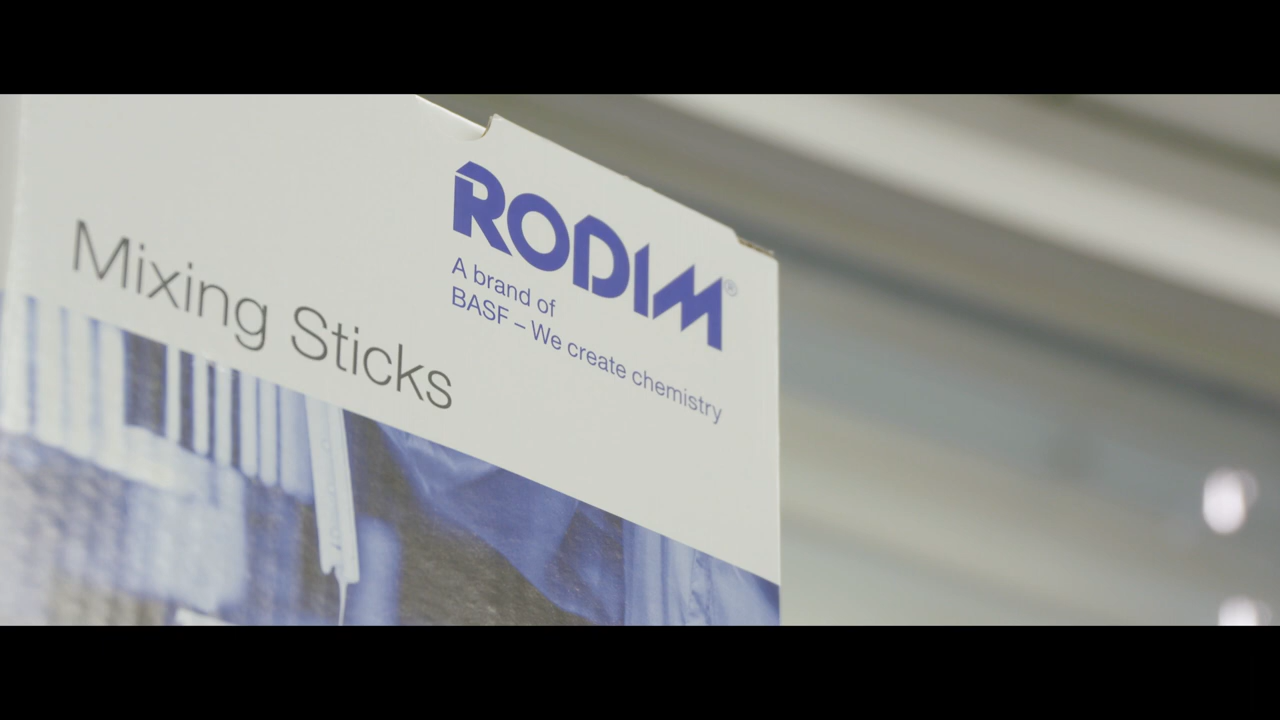 RODIM®
A brand of
BASF – We create chemistry
Mixing Sticks